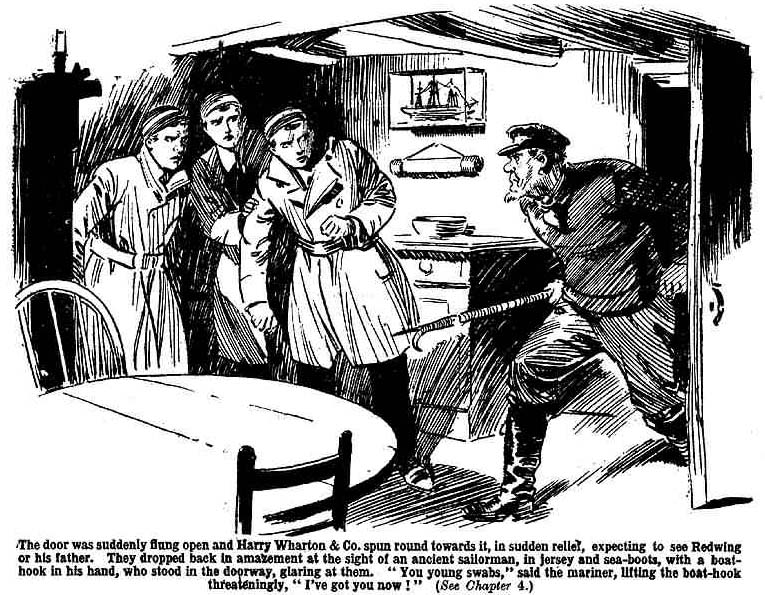 The door was suddenly flung open and Harry Wharton & Co. spun round towards it, in sudden relief, expecting to see Redwing
or his father. They dropped back in amazement at the sight of an ancient sailorman, in jersey and sea-boots, with a boat-
hook in his hand, who stood in the doorway, glaring at them. "You young swabs," said the mariner, lifting the boat-hook
threateningly, "I've got you now!" (See Chapter 4.)